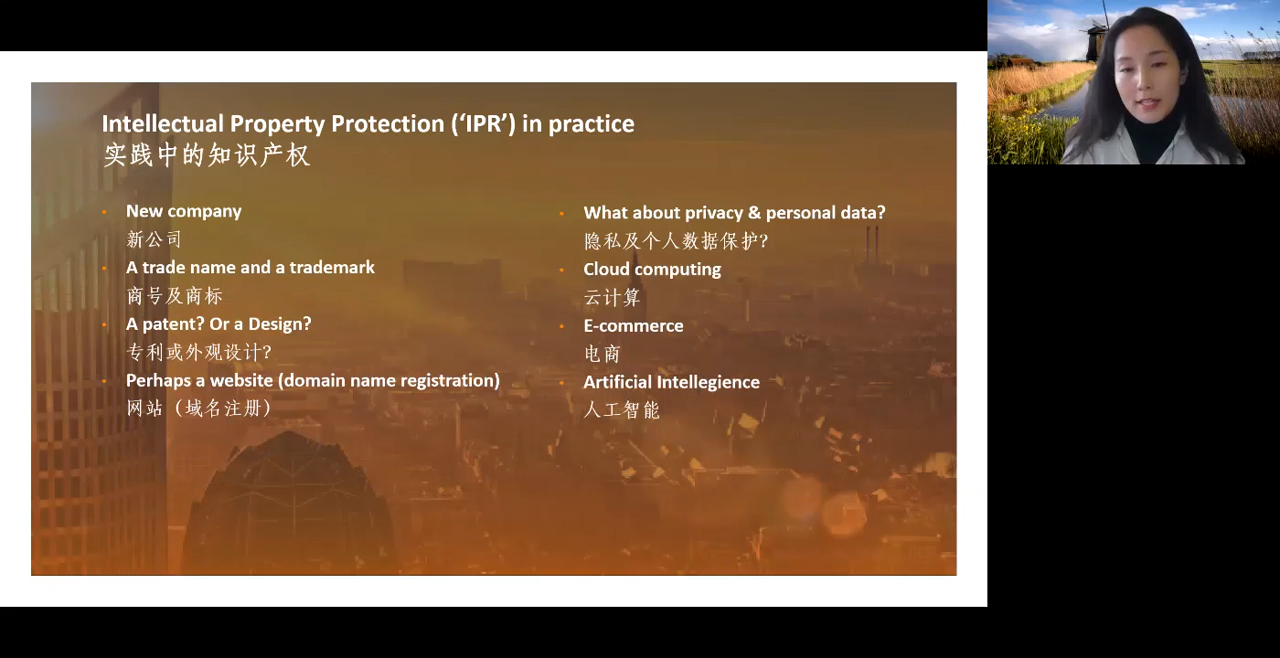 Intellectual Property Protection (‘IPR’) in practice
实践中的知识产权
• New company
新公司
• A trade name and a trademark
商号及商标
• A patent? Or a Design?
专利或外观设计?
• Perhaps a website (domain name registration)
网站（域名注册）
• What about privacy & personal data?
隐私及个人数据保护?
• Cloud computing
云计算
• E-commerce
电商
• Artificial Intellegience
人工智能